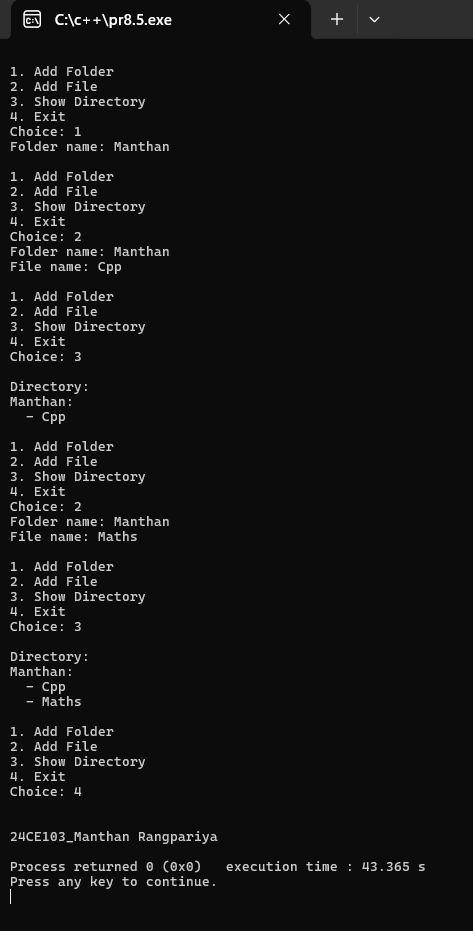 C:\c++\pr8.5.exe
1. Add Folder
2. Add File
3. Show Directory
4. Exit
Choice: 1
Folder name: Manthan
1. Add Folder
2. Add File
3. Show Directory
4. Exit
Choice: 2
Folder name: Manthan
File name: Cpp
1. Add Folder
2. Add File
3. Show Directory
4. Exit
Choice: 3
Directory:
Manthan:
  - Cpp
1. Add Folder
2. Add File
3. Show Directory
4. Exit
Choice: 2
Folder name: Manthan
File name: Maths
1. Add Folder
2. Add File
3. Show Directory
4. Exit
Choice: 3
Directory:
Manthan:
  - Cpp
  - Maths
1. Add Folder
2. Add File
3. Show Directory
4. Exit
Choice: 4
24CE103_Manthan Rangpariya
Process returned 0 (0x0)   execution time : 43.365 s
Press any key to continue.